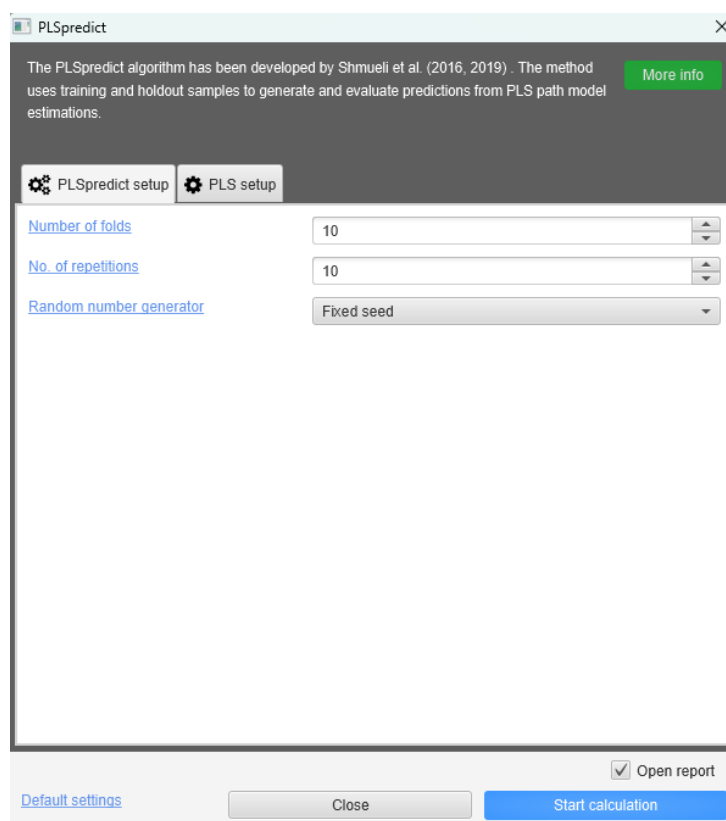 PLSpredict
The PLSpredict algorithm has been developed by Shmueli et al. (2016, 2019) . The method
uses training and holdout samples to generate and evaluate predictions from PLS path model
estimations.
More info
PLSpredict setup
PLS setup
Number of folds
10
No. of repetitions
10
Random number generator
Fixed seed
Open report
Default settings
Close
Start calculation